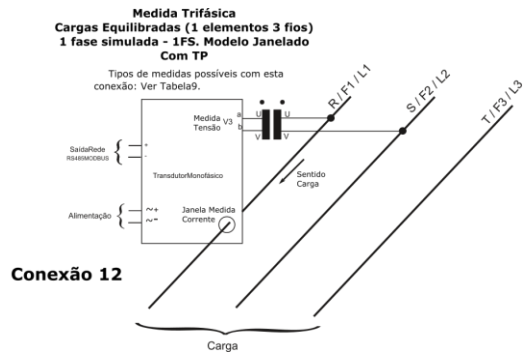 Medida Trifásica
Cargas Equilibradas (1 elementos 3 fios)
1 fase simulada - 1FS. Modelo Janelado
Com TP
Tipos de medidas possíveis com esta
conexão: Ver Tabela9.
R / F1 / L1
S / F2 / L2
T / F3 / L3
Medida
Tensão
V3
a
b
U
U
V
V
SaídaRede
RS485MODBUS
+
-
TransdutorMonofásico
Sentido
Carga
Alimentação
~+
~-
Janela Medida
Corrente
Conexão 12
Carga